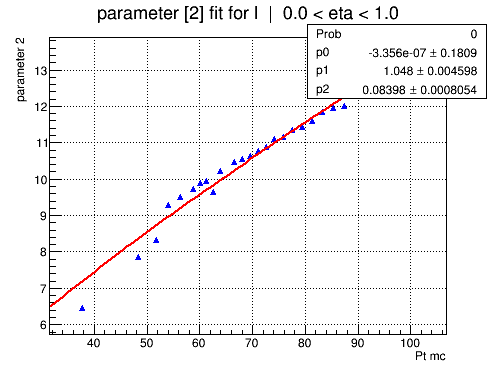 parameter [2] fit for l | 0.0 < eta < 1.0
Prob 0
p0 -3.356e-07 ± 0.1809
p1 1.048 ± 0.004598
p2 0.08398 ± 0.0008054
parameter 2
13
12
11
10
9
8
7
6
40 50 60 70 80 90 100
Pt mc